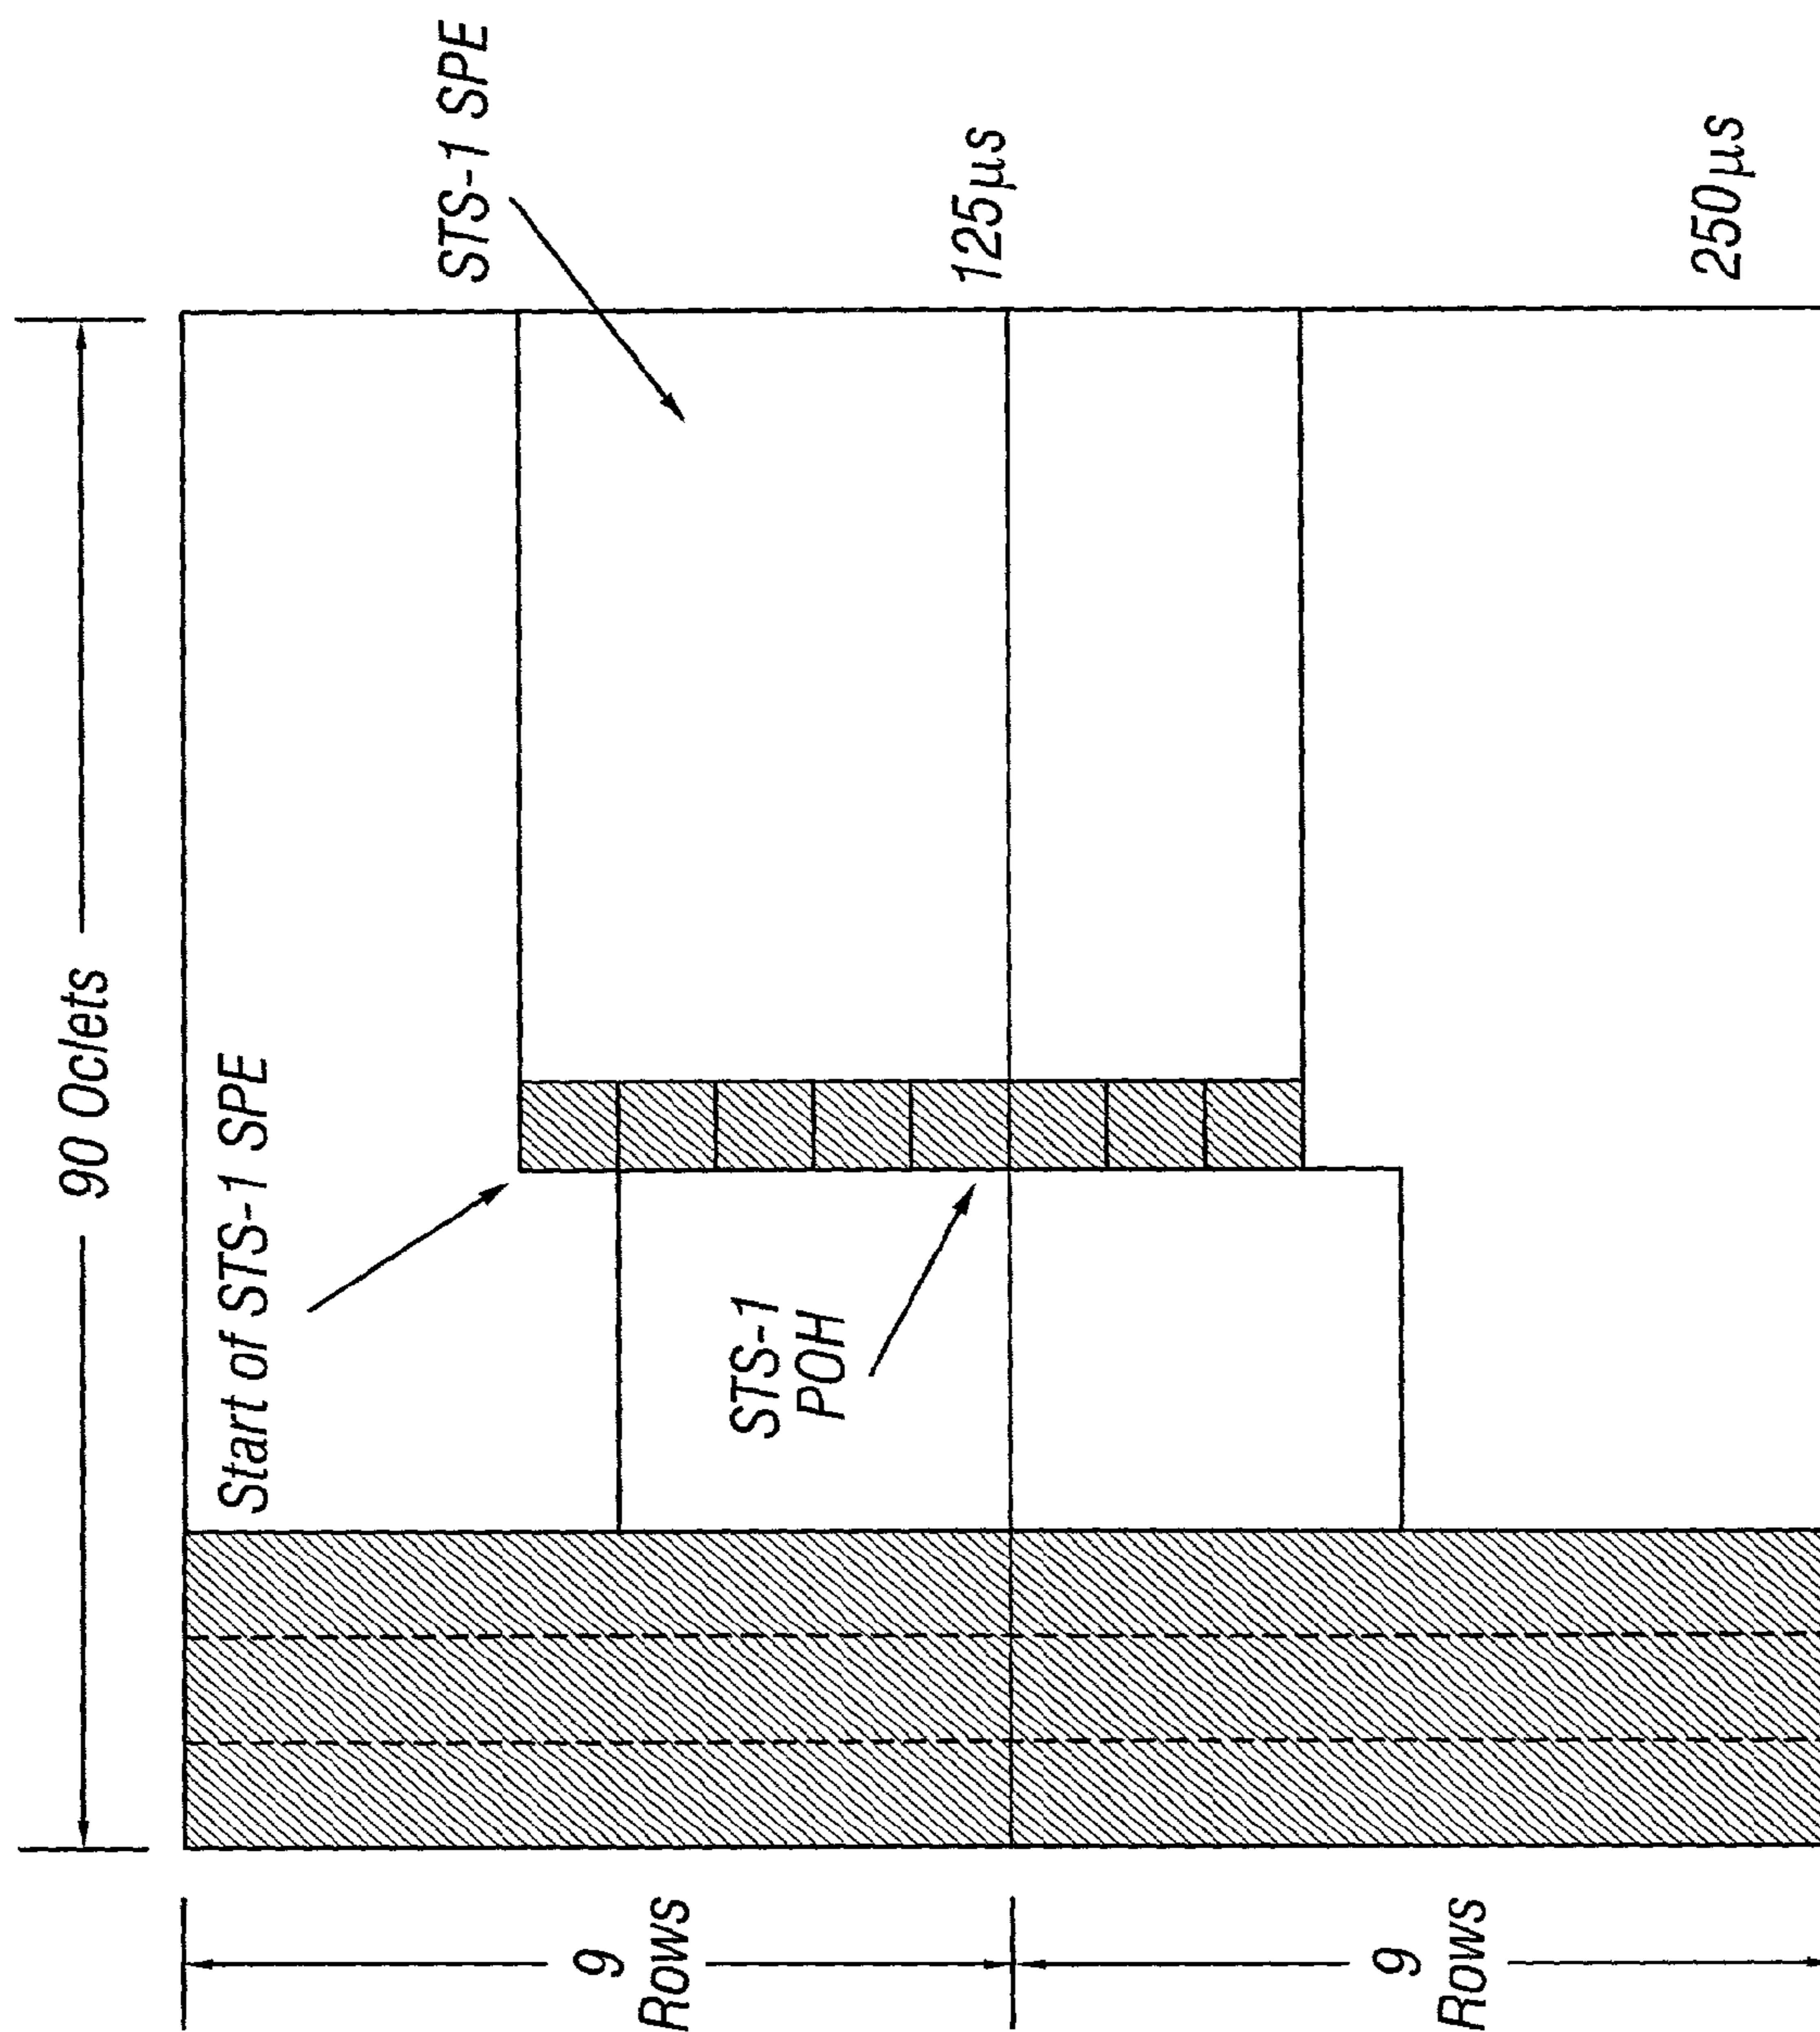 90 Oclets
Start of STS-1 SPE
STS-1 SPE
9
Rows
STS-1
POH
125μs
9
Rows
250μs